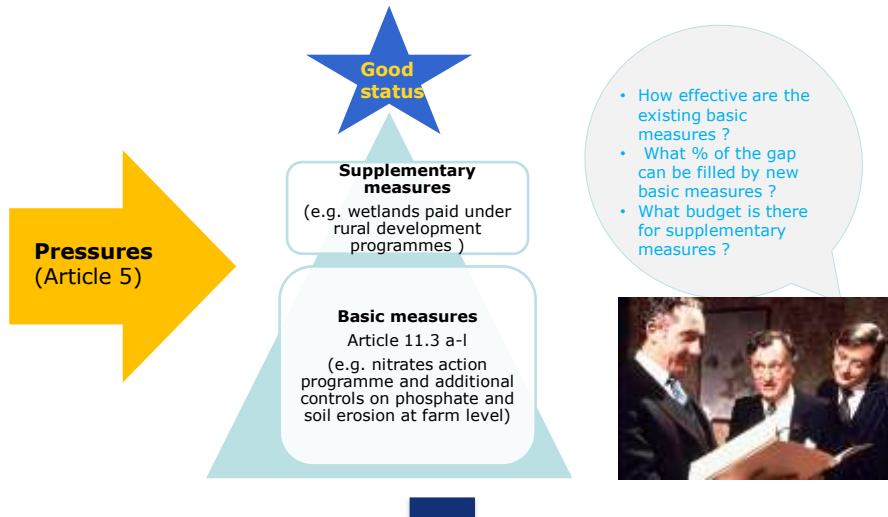 Good
status
Supplementary
measures
(e.g. wetlands paid under
rural development
programmes )
Pressures
(Article 5)
Basic measures
Article 11.3 a-l
(e.g. nitrates action
programme and additional
controls on phosphate and
soil erosion at farm level)
• How effective are the
existing basic
measures ?
• What % of the gap
can be filled by new
basic measures ?
• What budget is there
for supplementary
measures ?